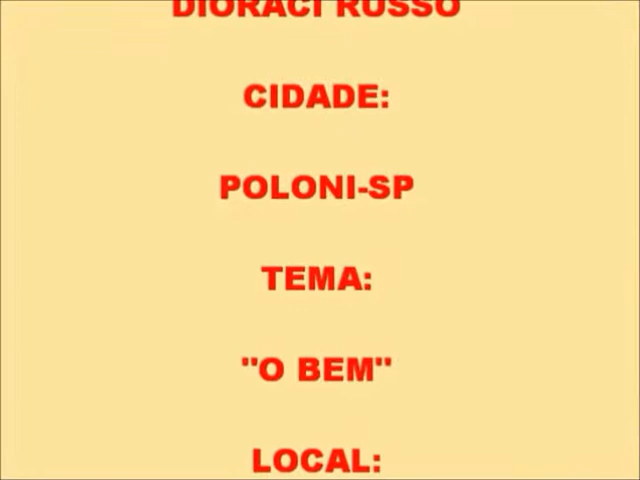 DIORACI RUSSO
CIDADE:
POLONI-SP
TEMA:
"O BEM"
LOCAL: